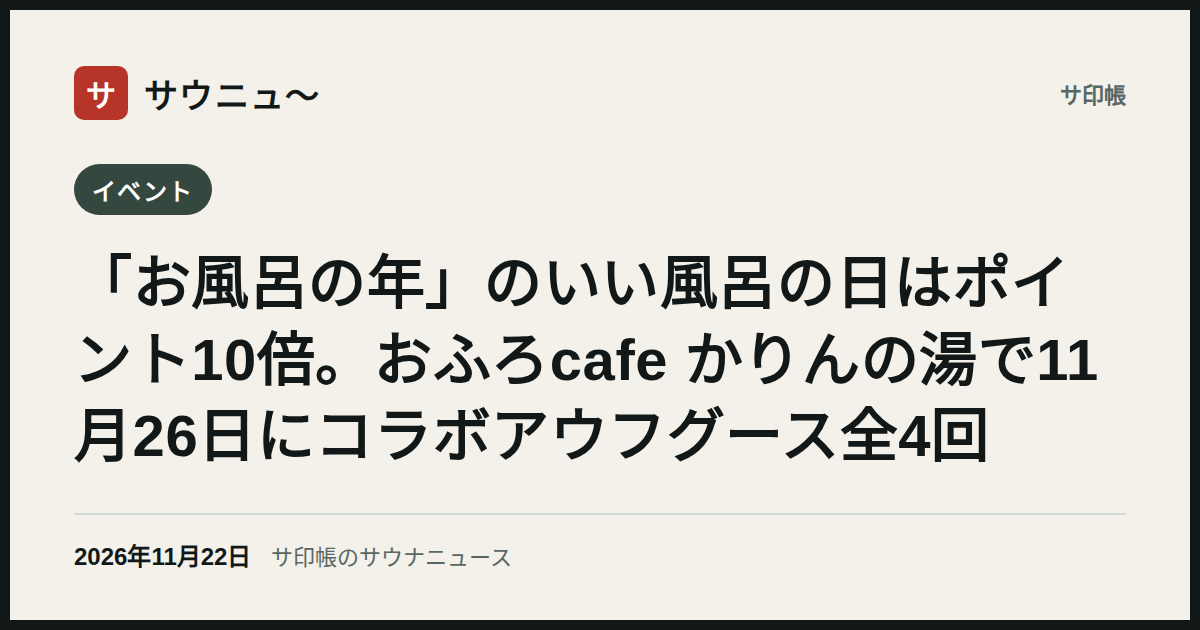 サ サウニュ〜
サ印帳
イベント
「お風呂の年」のいい風呂の日はポイ
ント10倍。おふろcafe かりんの湯で11
月26日にコラボアウフグース全4回
2026年11月22日 サ印帳のサウナニュース